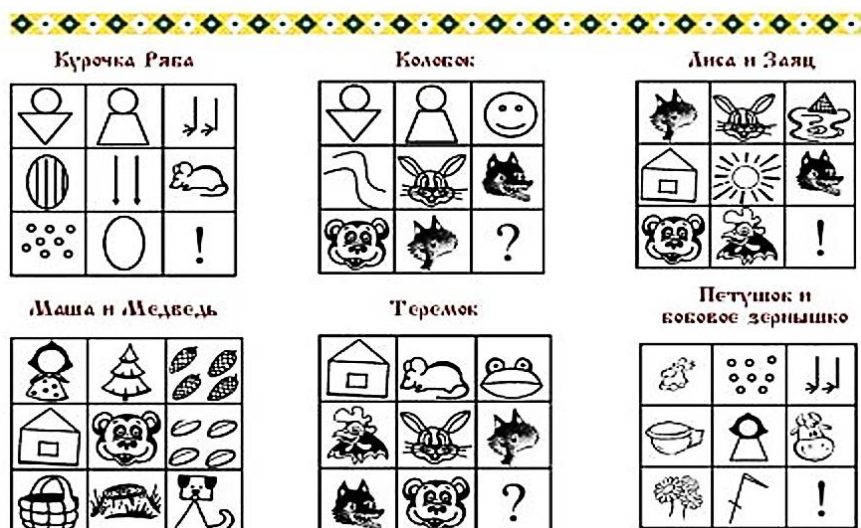 Курочка Ряба
Колобок
Лиса и Заяц
!
?
!
Маша и Медведь
Теремок
Петушок и
бобовое зернышко
?
!